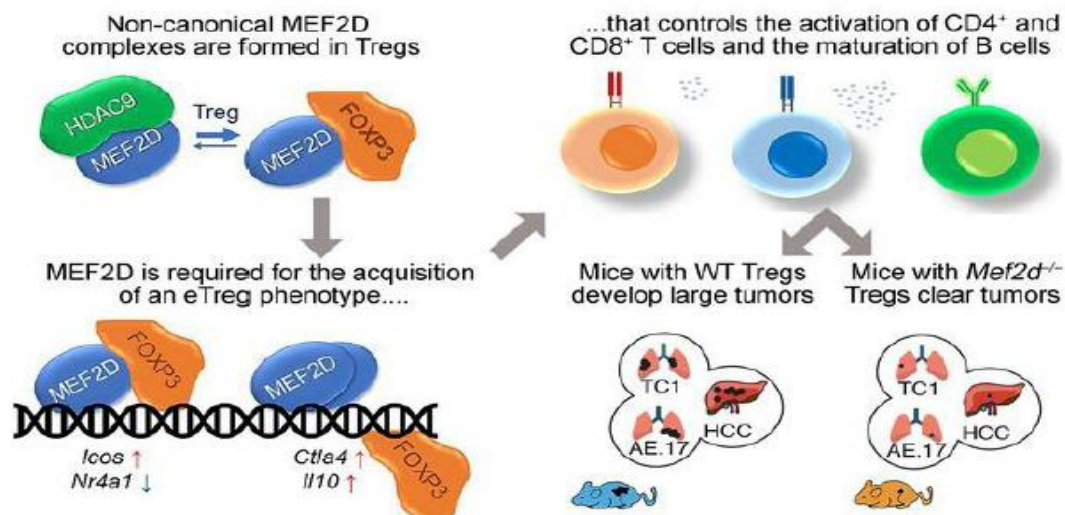 Non-canonical MEF2D
complexes are formed in Tregs
HDAC9
MEF2D
Treg
MEF2D
FOXP3
MEF2D is required for the acquisition
of an eTreg phenotype....
MEF2D
FOXP3
MEF2D
FOXP3
Icos ↑
Nr4a1 ↓
Ctla4 ↑
Il10 ↑
...that controls the activation of CD4⁺ and
CD8⁺ T cells and the maturation of B cells
Mice with WT Tregs
develop large tumors
TC1
HCC
AE.17
Mice with Mef2d⁻/⁻
Tregs clear tumors
TC1
HCC
AE.17